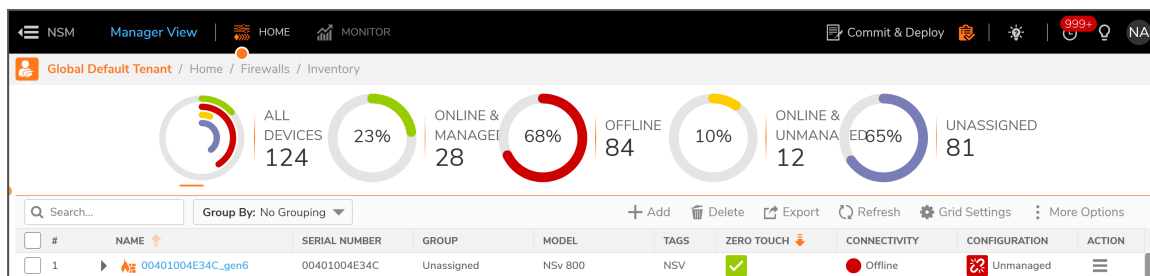 NSM Manager View HOME MONITOR Commit & Deploy 999+ NA
Global Default Tenant / Home / Firewalls / Inventory
ALL DEVICES 124
23%
ONLINE & MANAGED 28
68%
OFFLINE 84
10%
ONLINE & UNMANAGED 12
65%
UNASSIGNED 81
Search... Group By: No Grouping Add Delete Export Refresh Grid Settings More Options
# NAME SERIAL NUMBER GROUP MODEL TAGS ZERO TOUCH CONNECTIVITY CONFIGURATION ACTION
1 00401004E34C_gen6 00401004E34C Unassigned NSv 800 NSV Offline Unmanaged